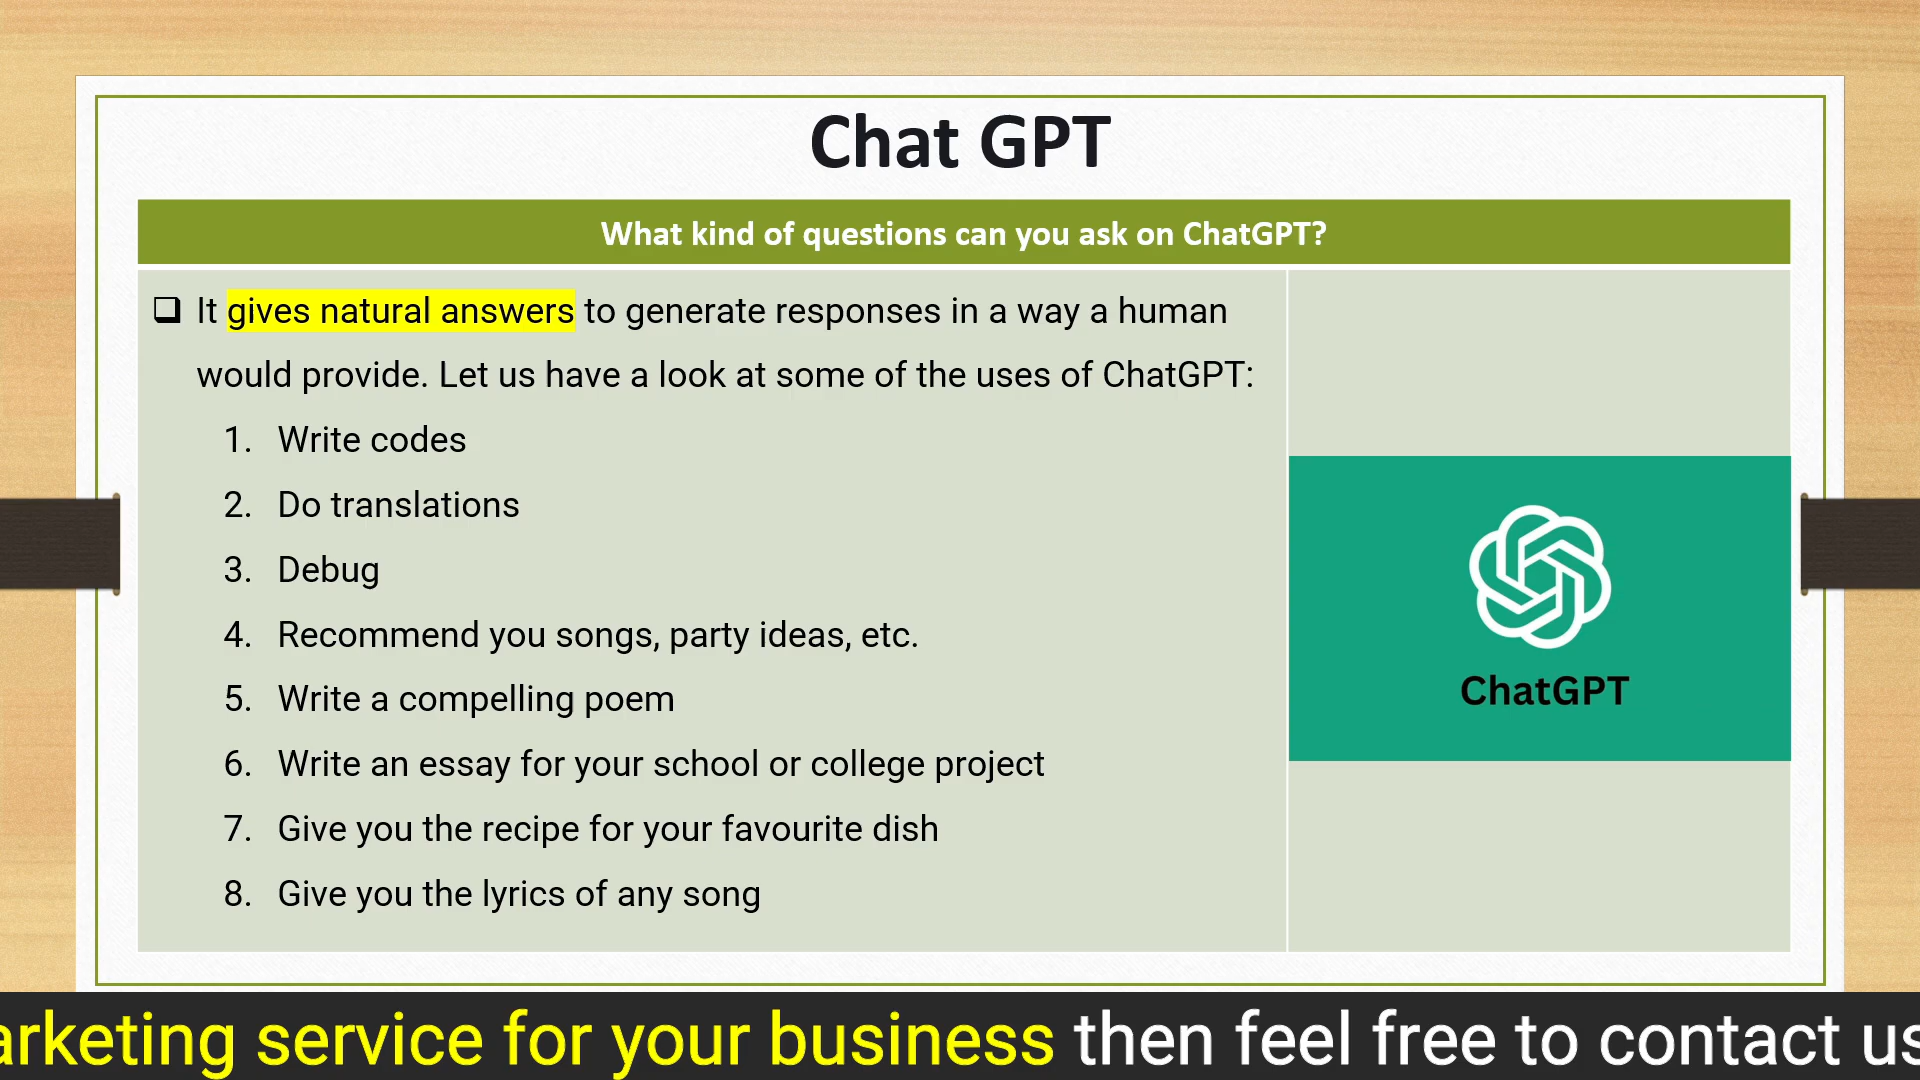 Chat GPT
What kind of questions can you ask on ChatGPT?
It gives natural answers to generate responses in a way a human
would provide. Let us have a look at some of the uses of ChatGPT:
1. Write codes
2. Do translations
3. Debug
4. Recommend you songs, party ideas, etc.
5. Write a compelling poem
6. Write an essay for your school or college project
7. Give you the recipe for your favourite dish
8. Give you the lyrics of any song
ChatGPT
arketing service for your business then feel free to contact us